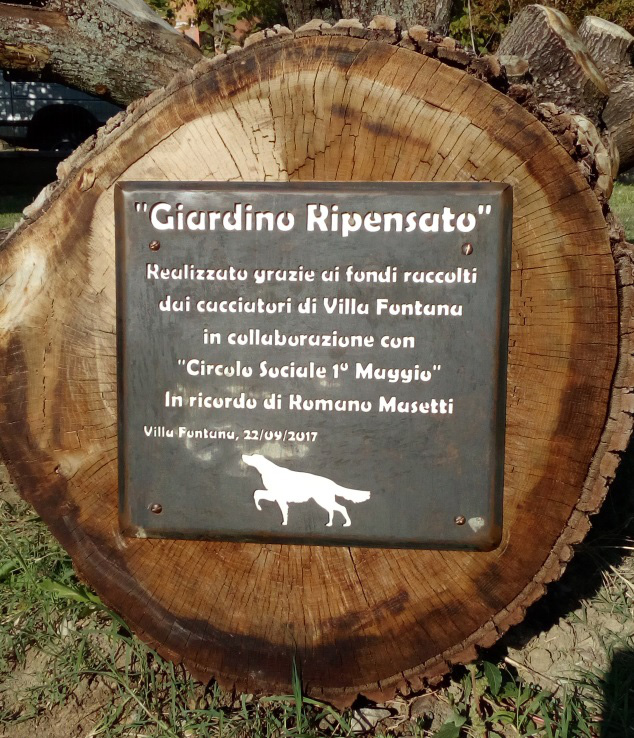 "Giardino Ripensato"
Realizzato grazie ai fondi raccolti
dai cacciatori di Villa Fontana
in collaborazione con
"Circolo Sociale 1° Maggio"
In ricordo di Romano Masetti
Villa Fontana, 22/09/2017